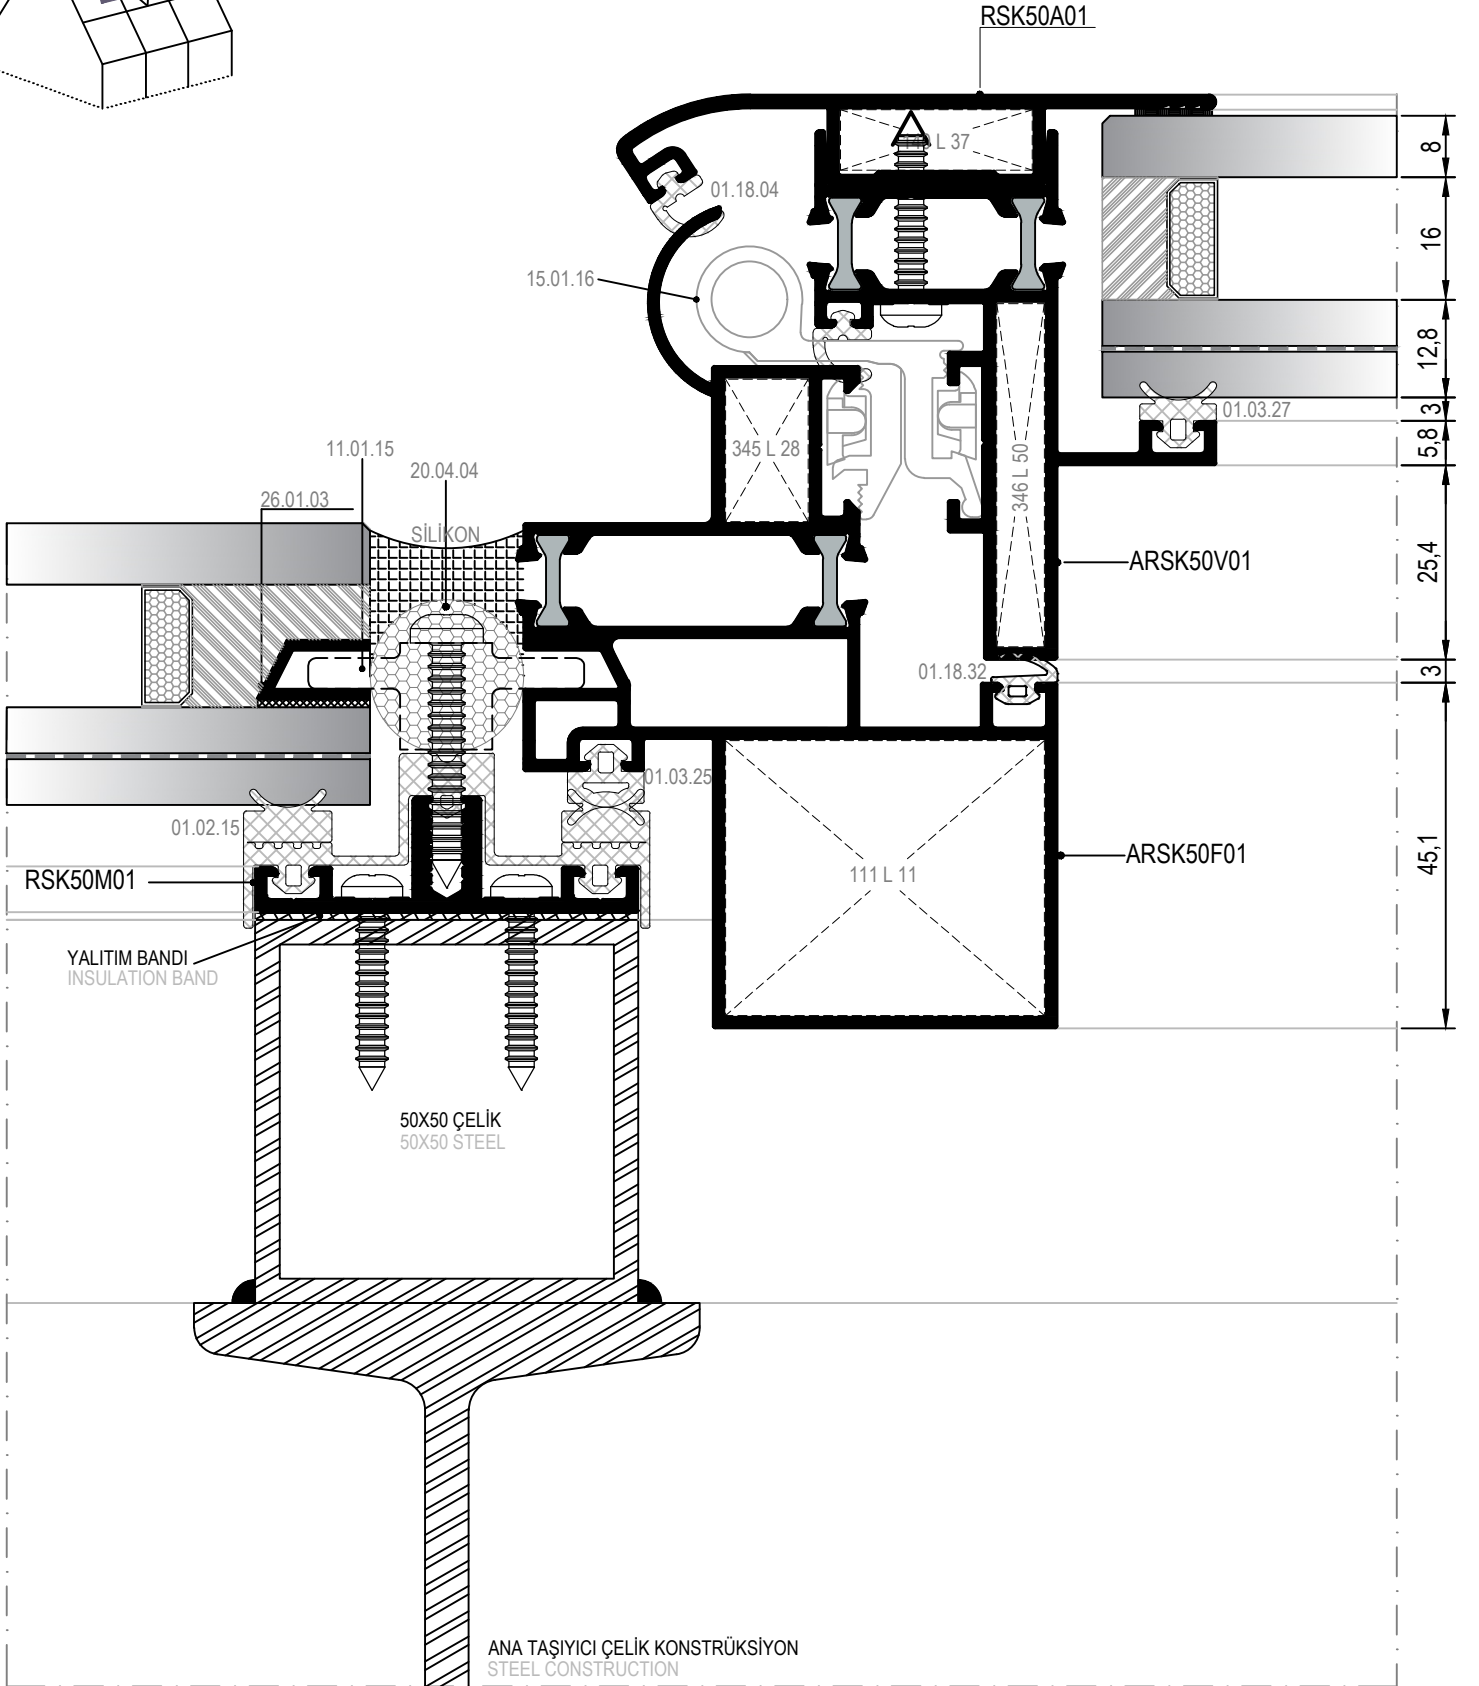 RSK50A01
140 L 37
01.18.04
15.01.16
8
16
12,8
3
5,8
25,4
3
45,1
01.03.27
345 L 28
346 L 50
11.01.15
20.04.04
26.01.03
SİLİKON
ARSK50V01
01.18.32
01.03.25
01.02.15
RSK50M01
111 L 11
ARSK50F01
YALITIM BANDI
INSULATION BAND
50X50 ÇELİK
50X50 STEEL
ANA TAŞIYICI ÇELİK KONSTRÜKSİYON
STEEL CONSTRUCTION